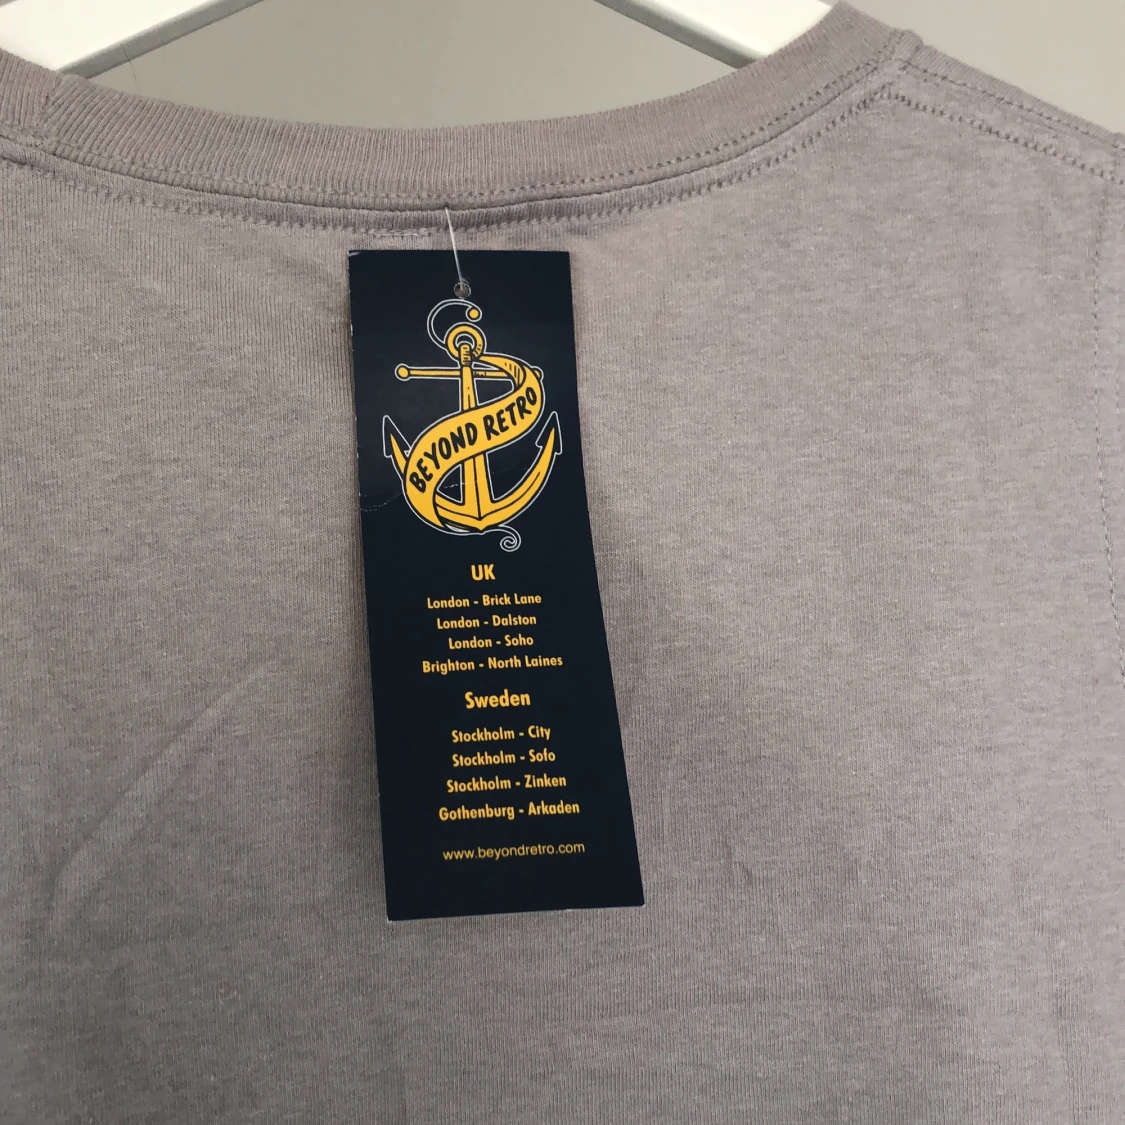 BEYOND RETRO
UK
London - Brick Lane
London - Dalston
London - Soho
Brighton - North Laines
Sweden
Stockholm - City
Stockholm - Sofo
Stockholm - Zinken
Gothenburg - Arkaden
www.beyondretro.com